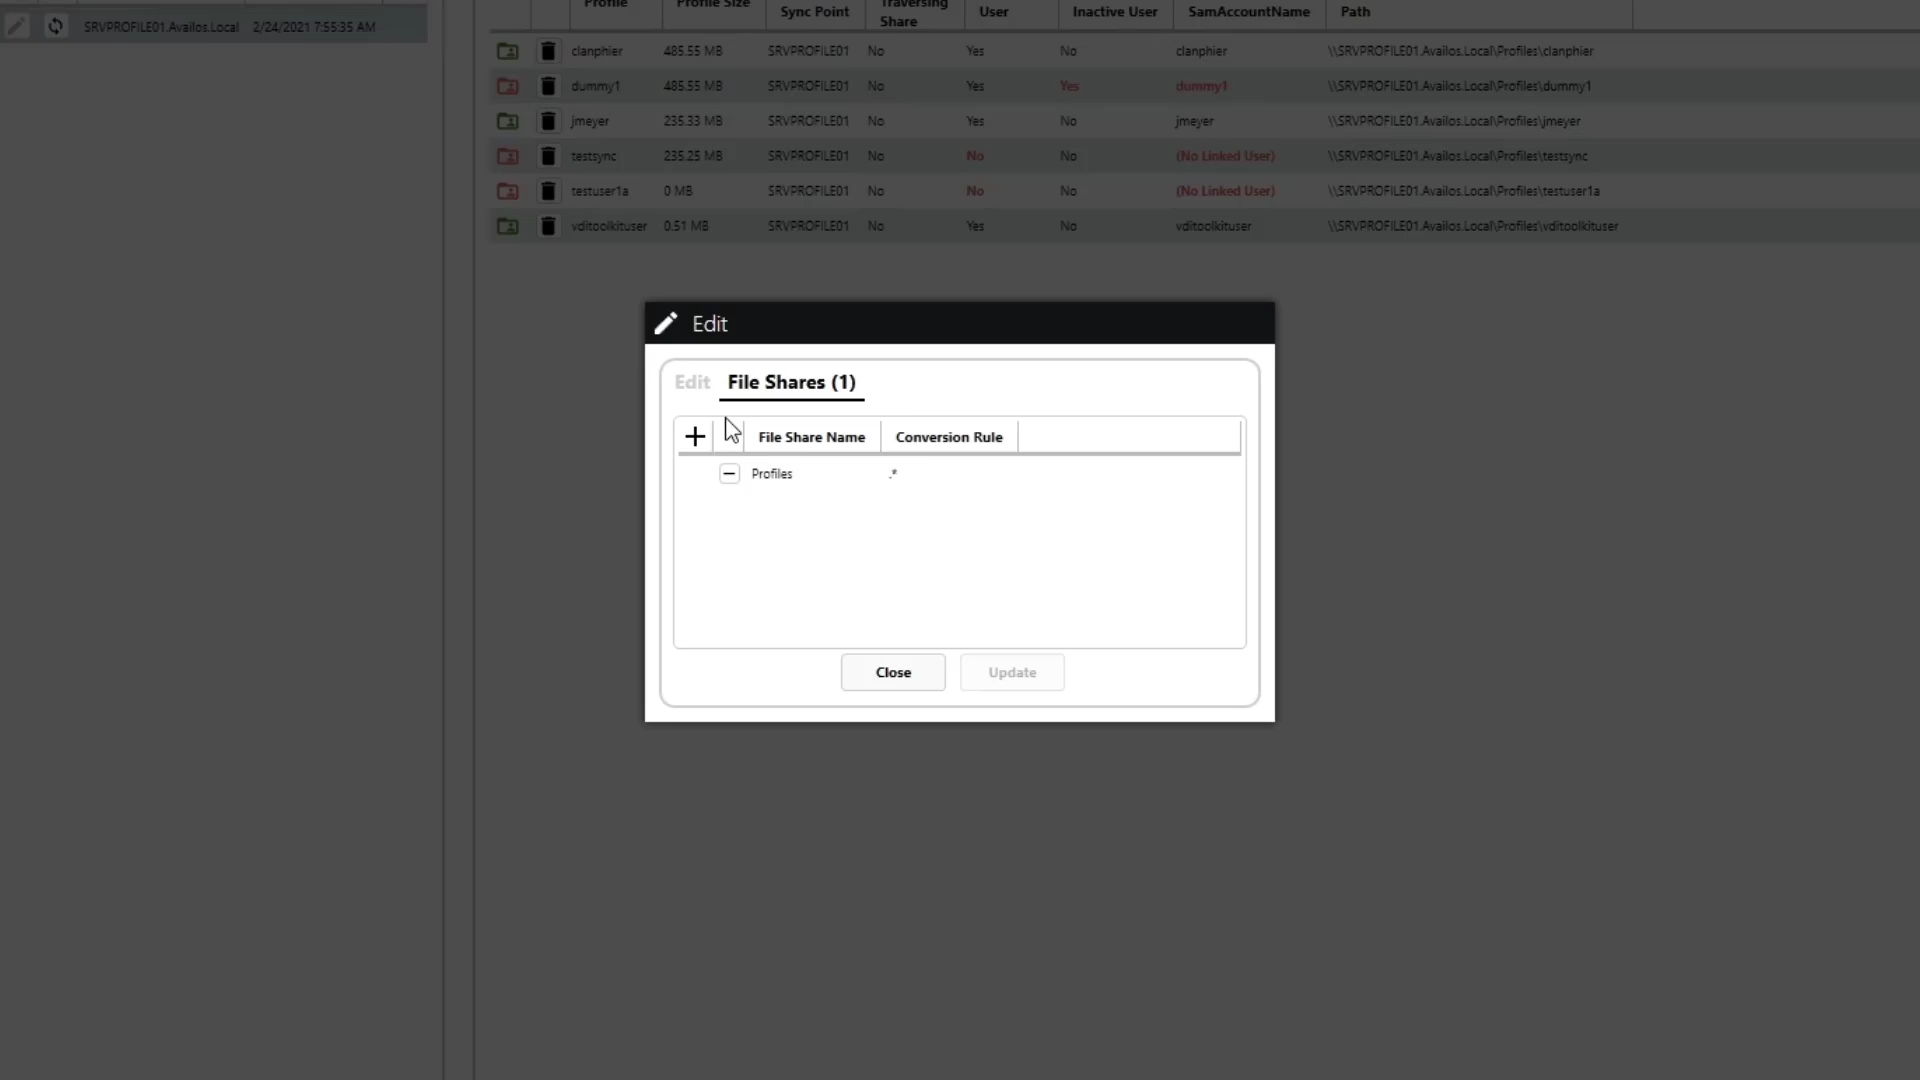 SRVPROFILE01.Availos.Local 2/24/2021 7:55:35 AM
Profile Profile Size Sync Point Traversing Share User Inactive User SamAccountName Path
clanphier 485.55 MB SRVPROFILE01 No Yes No clanphier \\SRVPROFILE01.Availos.Local\Profiles\clanphier
dummy1 485.55 MB SRVPROFILE01 No Yes Yes dummy1 \\SRVPROFILE01.Availos.Local\Profiles\dummy1
jmeyer 235.33 MB SRVPROFILE01 No Yes No jmeyer \\SRVPROFILE01.Availos.Local\Profiles\jmeyer
testsync 235.25 MB SRVPROFILE01 No No No (No Linked User) \\SRVPROFILE01.Availos.Local\Profiles\testsync
testuser1a 0 MB SRVPROFILE01 No No No (No Linked User) \\SRVPROFILE01.Availos.Local\Profiles\testuser1a
vditoolkituser 0.51 MB SRVPROFILE01 No Yes No vditoolkituser \\SRVPROFILE01.Availos.Local\Profiles\vditoolkituser
Edit
Edit File Shares (1)
File Share Name Conversion Rule
Profiles .*
Close Update